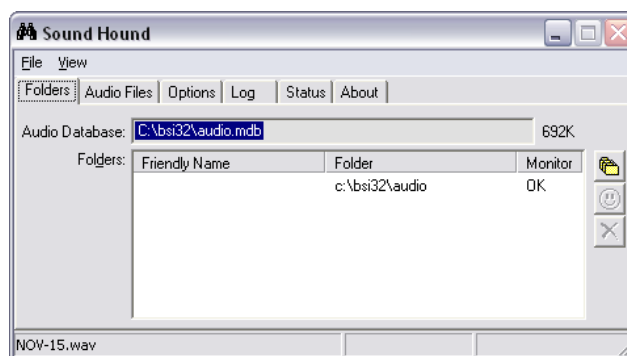 Sound Hound
File View
Folders Audio Files Options Log Status About
Audio Database: C:\bsi32\audio.mdb 692K
Folders: Friendly Name Folder Monitor
c:\bsi32\audio OK
NOV-15.wav